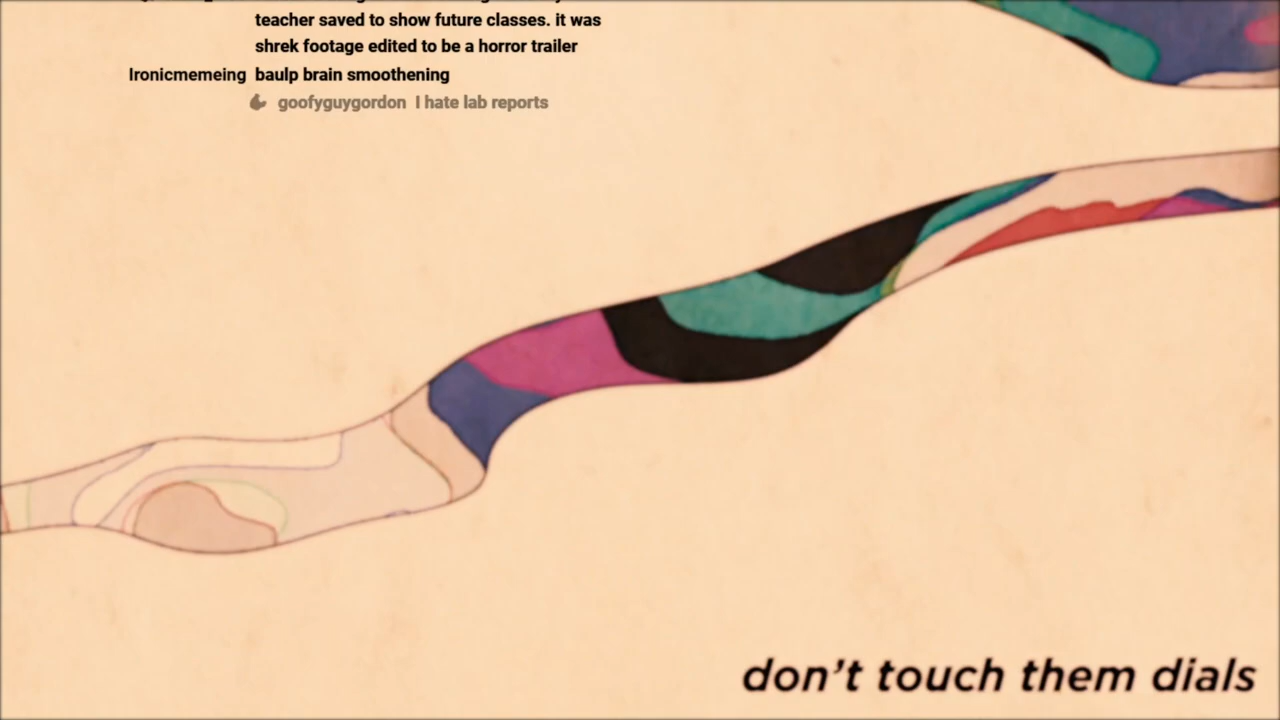 teacher saved to show future classes. it was
shrek footage edited to be a horror trailer
Ironicmemeing baulp brain smoothening
goofyguygordon I hate lab reports
don't touch them dials